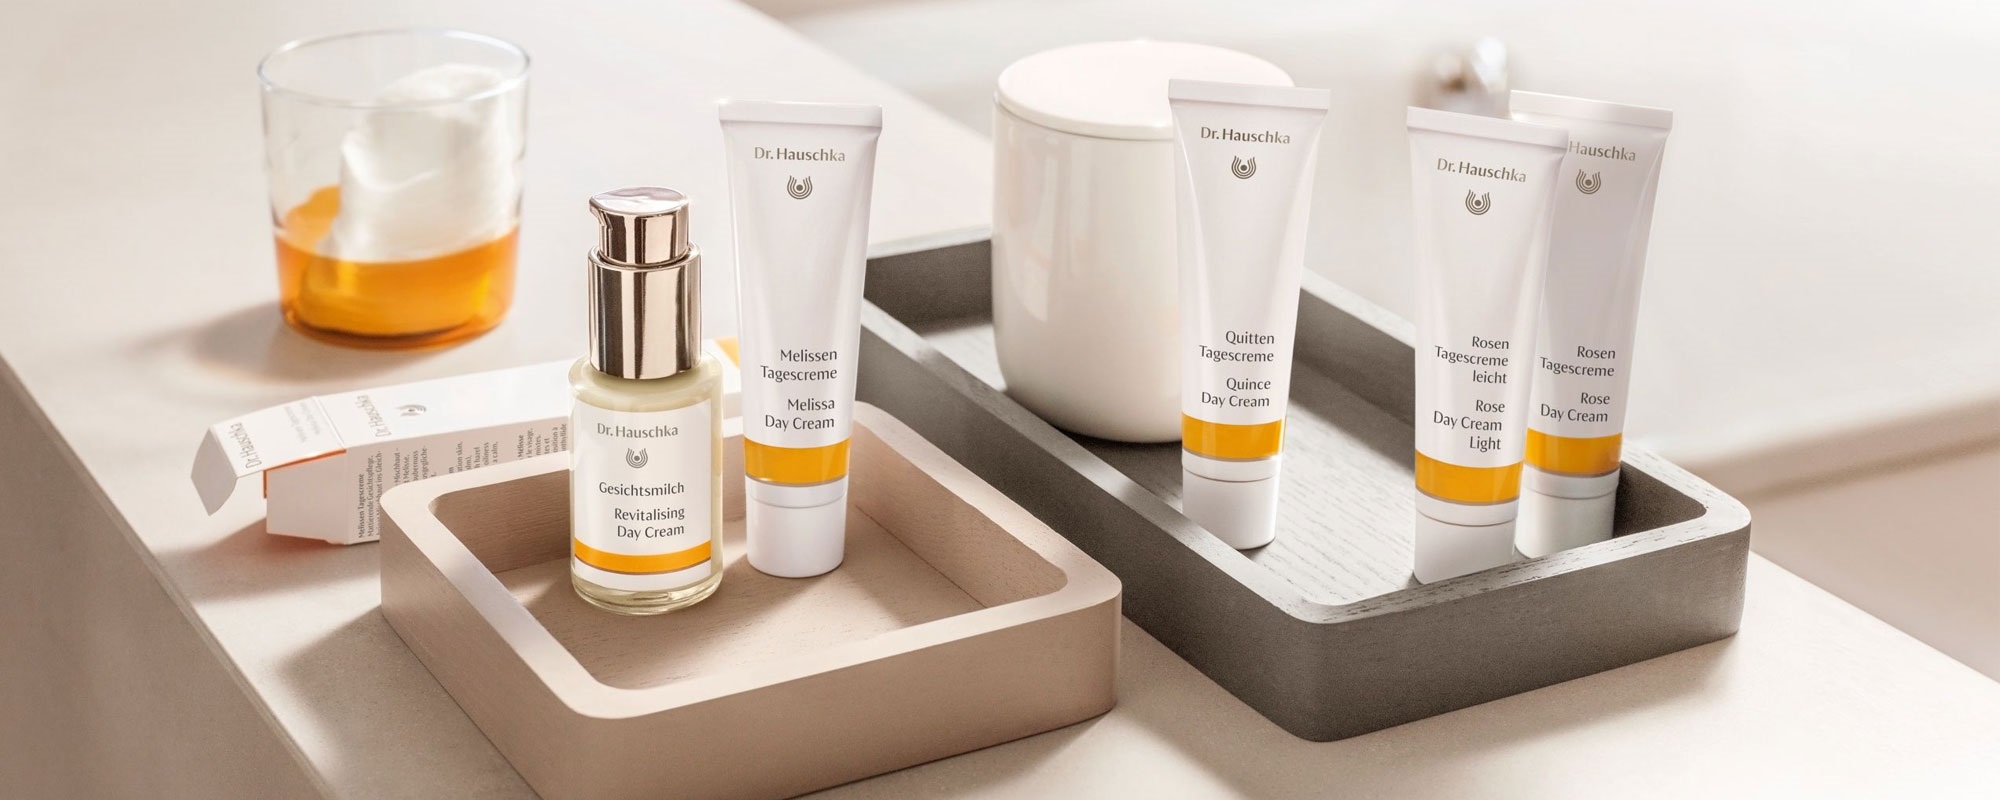 Dr. Hauschka
Gesichtsmilch
Revitalising
Day Cream
Dr. Hauschka
Melissen
Tagescreme
Melissa
Day Cream
Dr. Hauschka
Quitten
Tagescreme
Quince
Day Cream
Dr. Hauschka
Rosen
Tagescreme
leicht
Rose
Day Cream
Light
Hauschka
Rosen
Tagescreme
Rose
Day Cream
Dr. Hauschka
Dr. Hauschka
Melissen Tagescreme